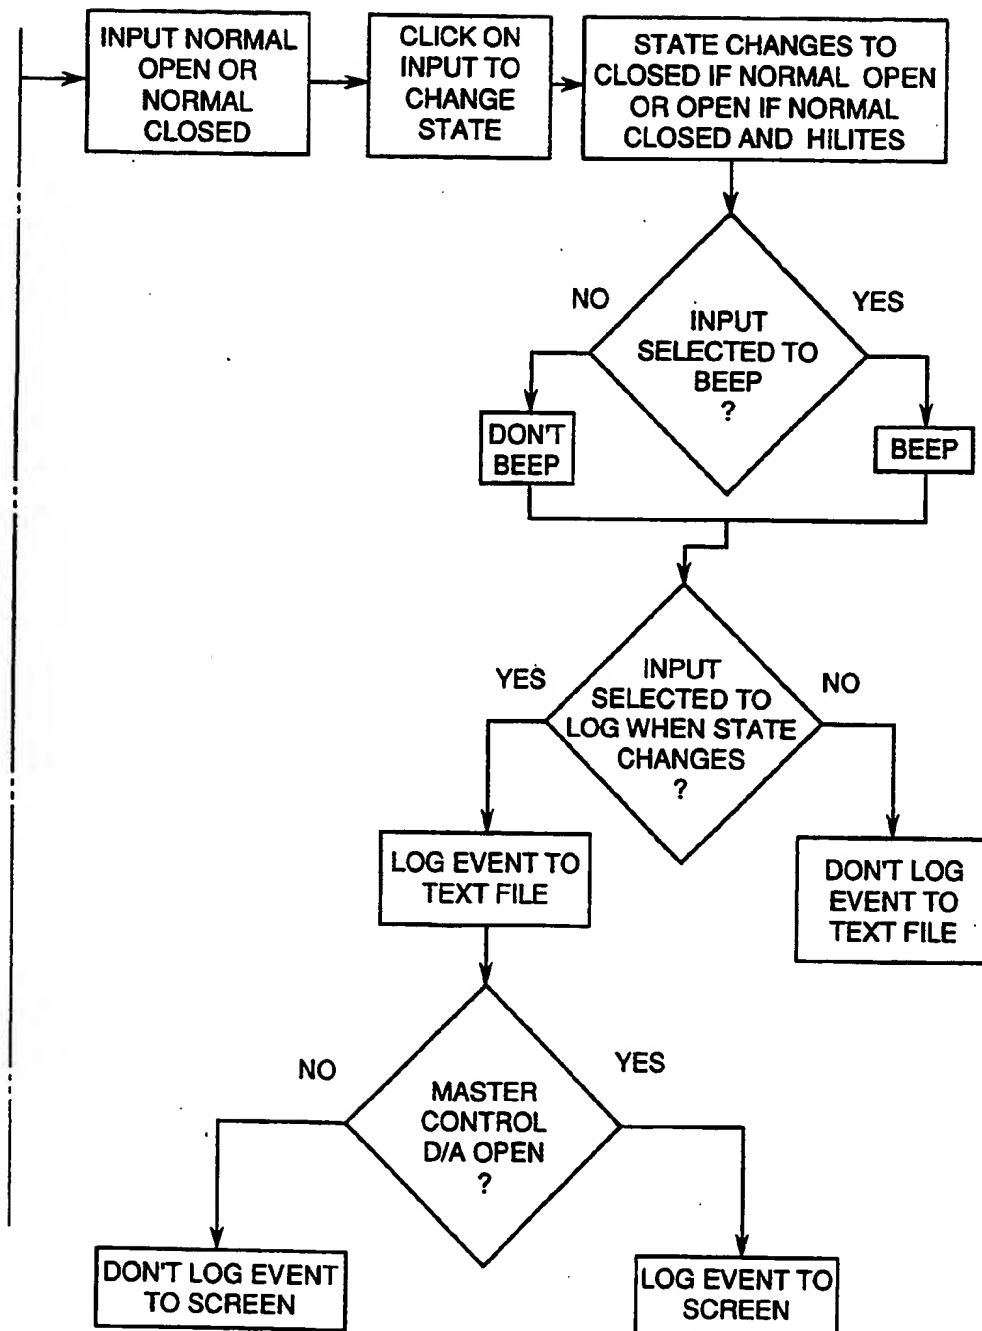 INPUT NORMAL
OPEN OR
NORMAL
CLOSED
CLICK ON
INPUT TO
CHANGE
STATE
STATE CHANGES TO
CLOSED IF NORMAL OPEN
OR OPEN IF NORMAL
CLOSED AND HILITES
NO
YES
INPUT
SELECTED TO
BEEP
?
DON'T
BEEP
BEEP
YES
NO
INPUT
SELECTED TO
LOG WHEN STATE
CHANGES
?
LOG EVENT TO
TEXT FILE
DON'T LOG
EVENT TO
TEXT FILE
NO
YES
MASTER
CONTROL
D/A OPEN
?
DON'T LOG EVENT
TO SCREEN
LOG EVENT TO
SCREEN